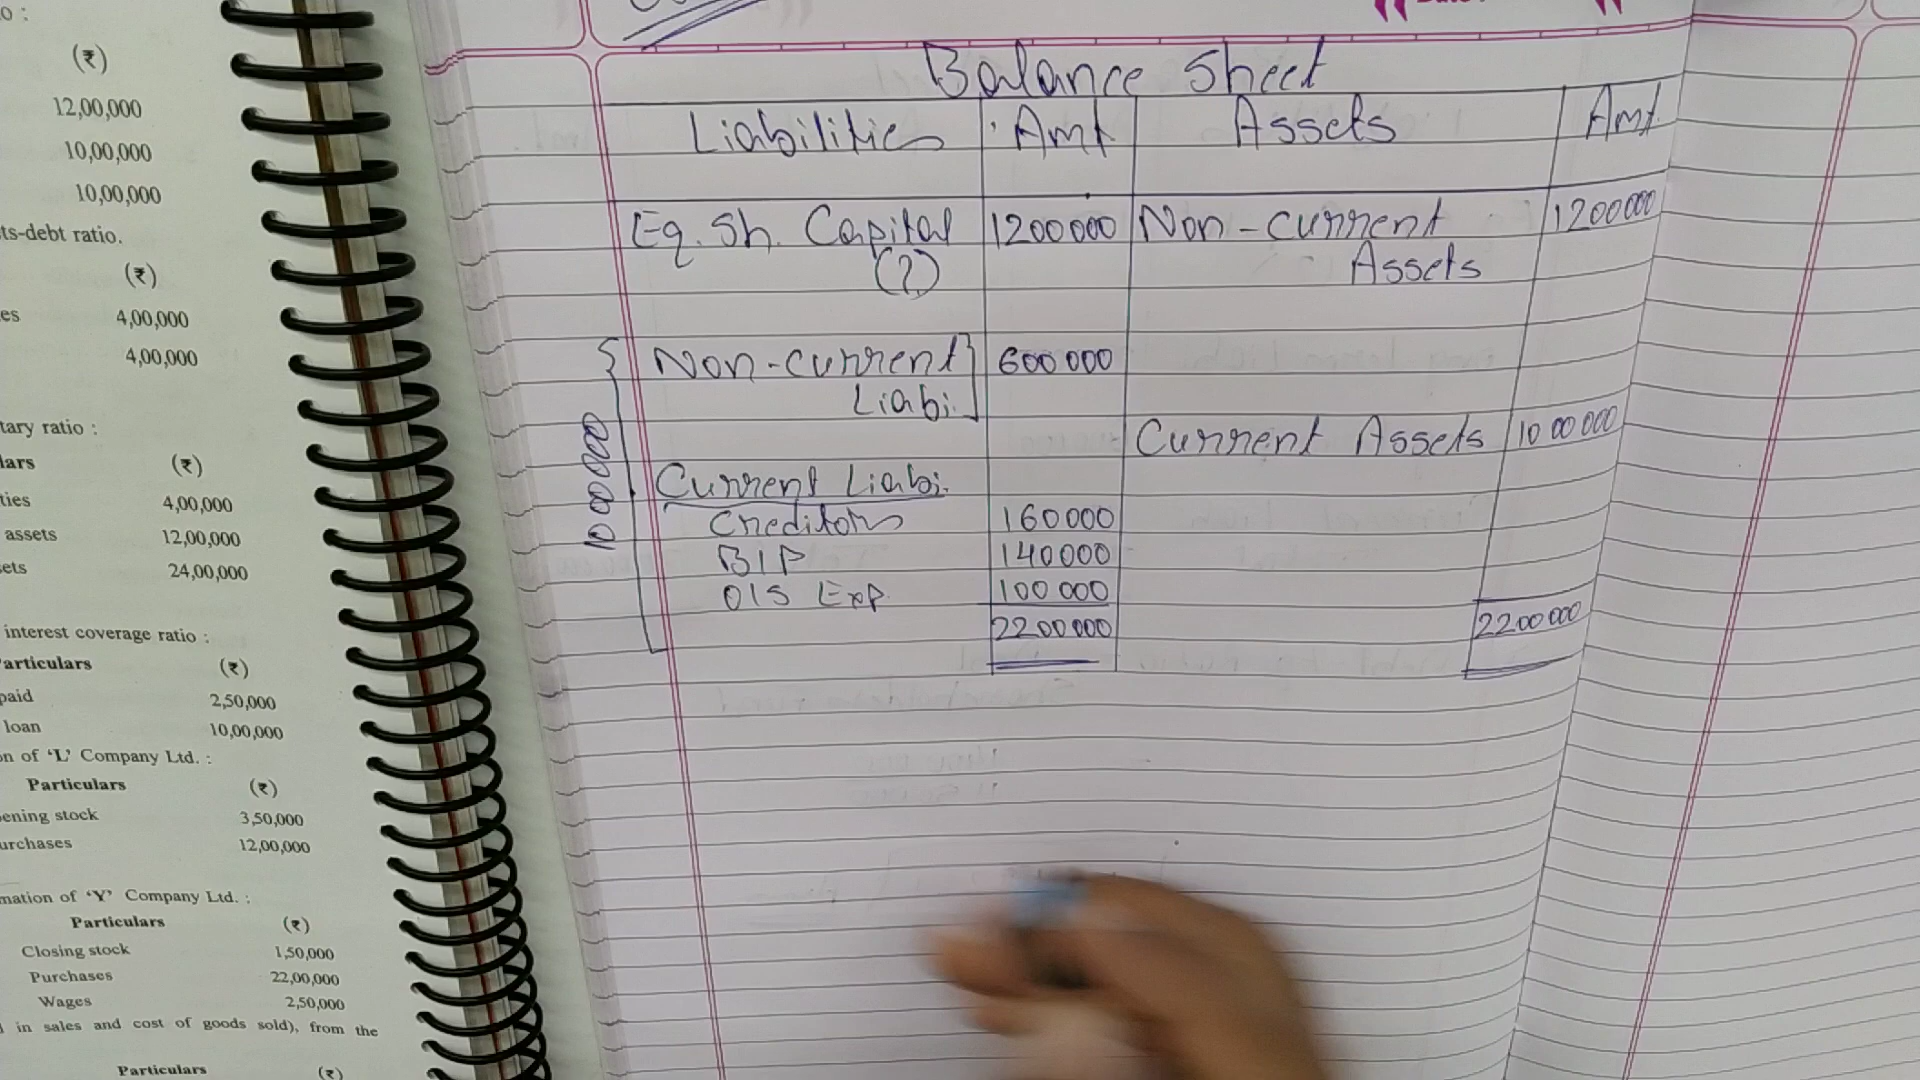 o :
(₹)
12,00,000
10,00,000
10,00,000
ts-debt ratio.
(₹)
es 4,00,000
4,00,000
tary ratio :
lars (₹)
ties 4,00,000
assets 12,00,000
ets 24,00,000
interest coverage ratio :
articulars (₹)
paid 2,50,000
loan 10,00,000
on of ‘L’ Company Ltd. :
Particulars (₹)
ening stock 3,50,000
urchases 12,00,000
mation of ‘Y’ Company Ltd. :
Particulars (₹)
Closing stock 1,50,000
Purchases 22,00,000
Wages 2,50,000
in sales and cost of goods sold), from the
Particulars (₹)
Balance Sheet
Liabilities Amt Assets Amt.
Eq. Sh. Capital 1200000 Non-current 1200000
(?) Assets
Non-current 600000
Liabi.
Current Assets 1000000
1000000
Current Liabi.
Creditors 160000
B/P 140000
O/S Exp. 100000
2200000 2200000